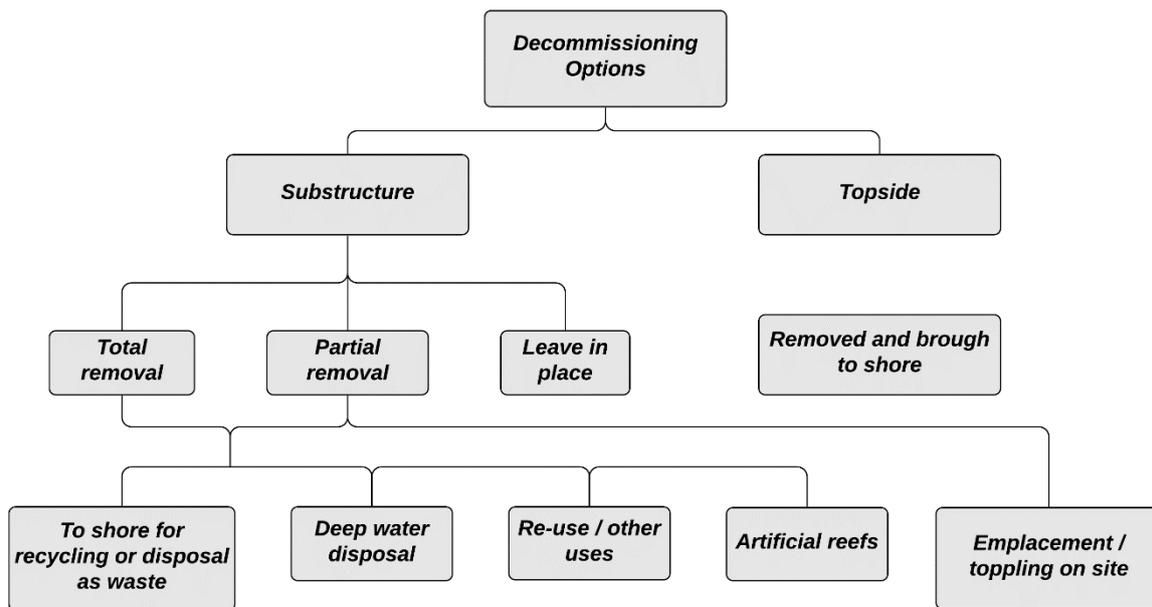 Decommissioning
Options
Substructure
Topside
Total
removal
Partial
removal
Leave in
place
Removed and brough
to shore
To shore for
recycling or disposal
as waste
Deep water
disposal
Re-use / other
uses
Artificial reefs
Emplacement /
toppling on site